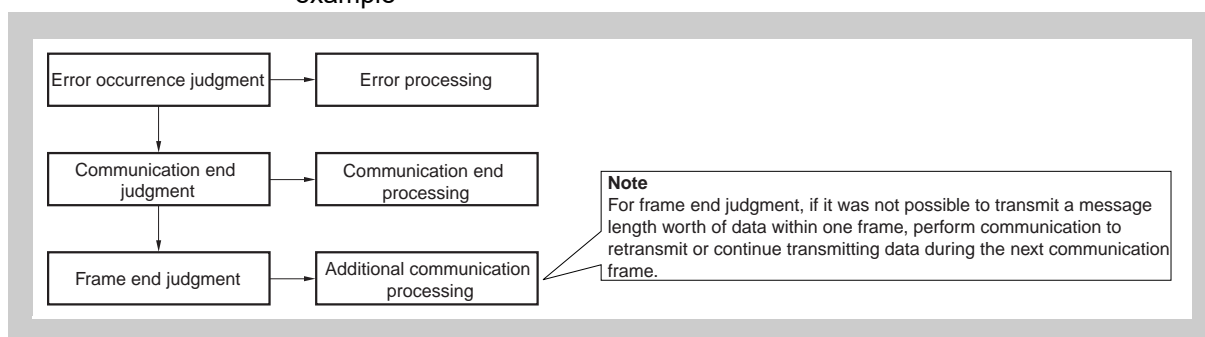 example
Error occurrence judgment
Error processing
Communication end
judgment
Communication end
processing
Note
For frame end judgment, if it was not possible to transmit a message
length worth of data within one frame, perform communication to
retransmit or continue transmitting data during the next communication
frame.
Frame end judgment
Additional communication
processing